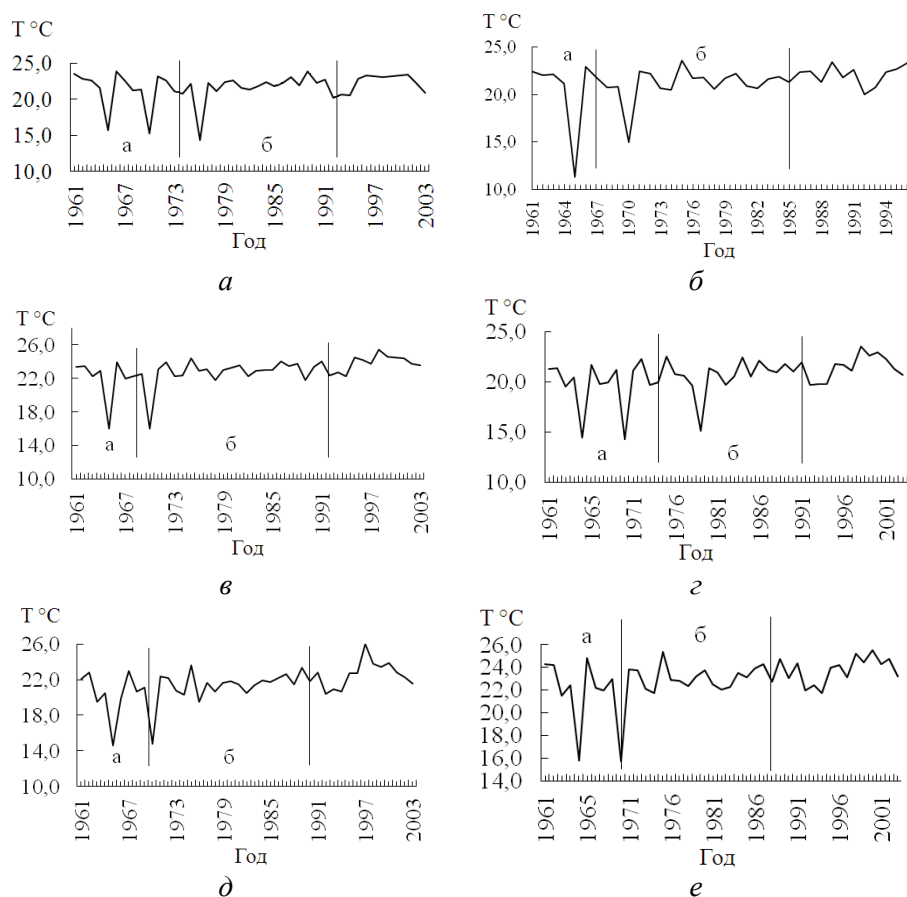 T °C
25,0
20,0
15,0
10,0
а
б
1961
1967
1973
1979
1985
1991
1997
2003
Год
а
T °C
25,0
20,0
15,0
10,0
а
б
1961
1964
1967
1970
1973
1976
1979
1982
1985
1988
1991
1994
Год
б
T °C
26,0
22,0
18,0
14,0
10,0
а
б
1961
1967
1973
1979
1985
1991
1997
2003
Год
в
T °C
25,0
20,0
15,0
10,0
а
б
1961
1965
1971
1976
1981
1986
1991
1996
2001
Год
г
T °C
26,0
22,0
18,0
14,0
10,0
а
б
1961
1967
1973
1979
1985
1991
1997
2003
Год
д
T °C
26,0
24,0
22,0
20,0
18,0
16,0
14,0
а
б
1961
1965
1971
1976
1981
1986
1991
1996
2001
Год
е